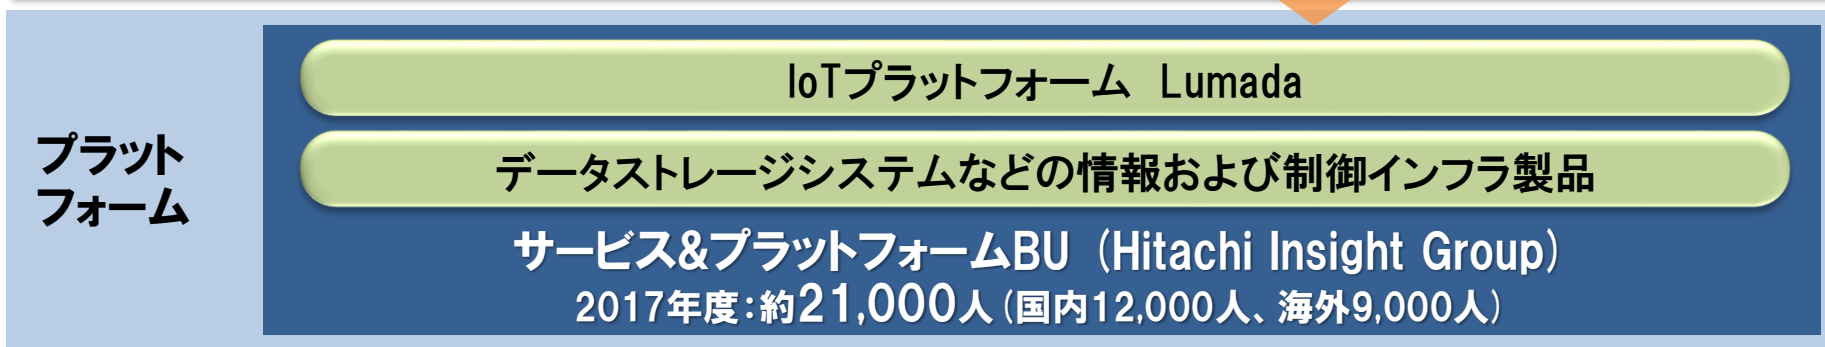 プラット
フォーム
IoTプラットフォーム　Lumada
データストレージシステムなどの情報および制御インフラ製品
サービス&プラットフォームBU（Hitachi Insight Group）
2017年度：約21,000人（国内12,000人、海外9,000人）